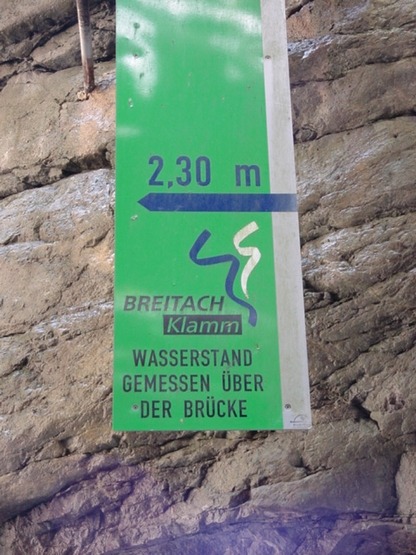 2,30 m
BREITACH
Klamm
WASSERSTAND
GEMESSEN ÜBER
DER BRÜCKE